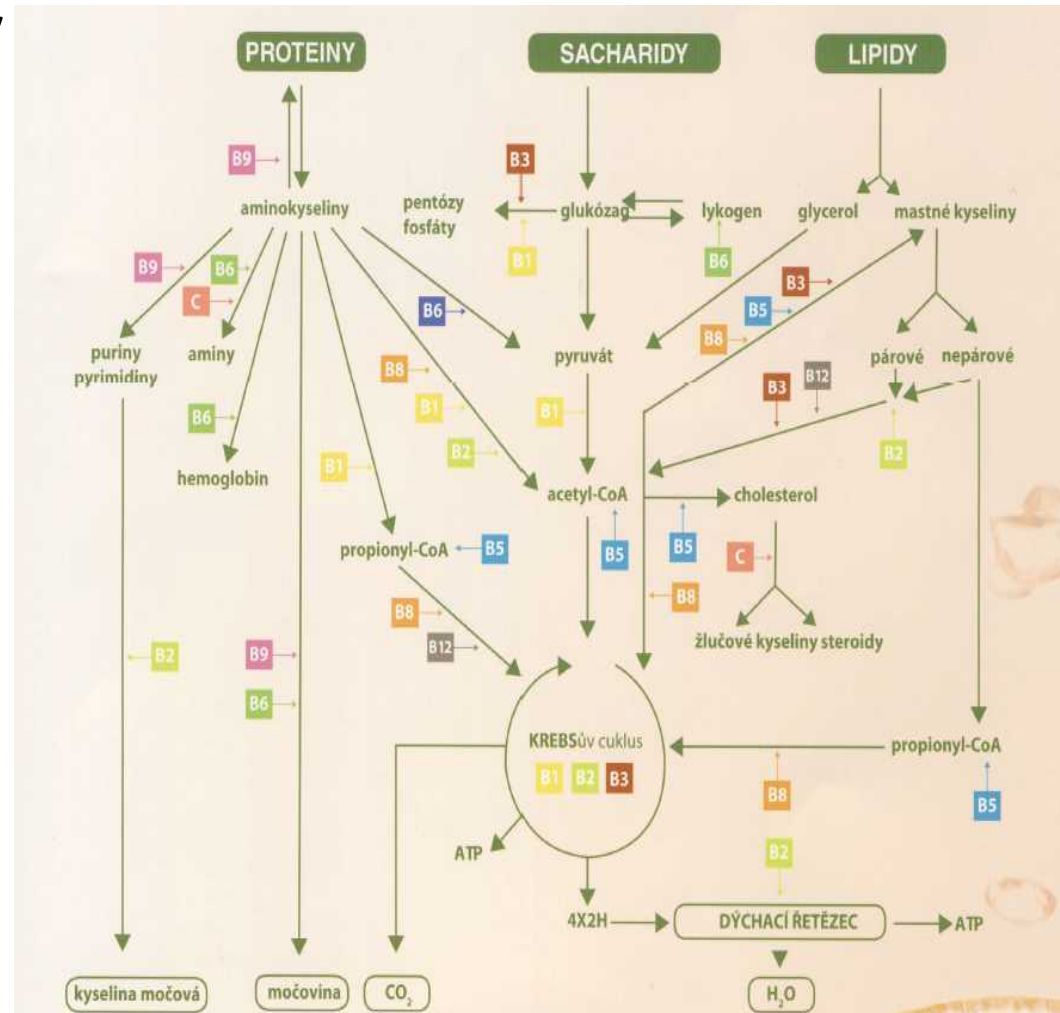 PROTEINY
SACHARIDY
LIPIDY
B9
B3
aminokyseliny
pentózy
fosfáty
glukózag
lykogen
glycerol
mastné kyseliny
B1
B6
B9
B6
C
B3
B5
B8
B6
puriny
pyrimidiny
aminy
pyruvát
párové
nepárové
B8
B1
B2
B1
B3
B12
B6
B2
hemoglobin
B1
acetyl-CoA
cholesterol
propionyl-CoA
B5
B5
B5
C
B8
B8
B12
žlučové kyseliny steroidy
B2
B9
B6
KREBSův cuklus
B1 B2 B3
propionyl-CoA
B8
B5
ATP
B2
4X2H
DÝCHACÍ ŘETĚZEC
ATP
kyselina močová
močovina
CO2
H2O